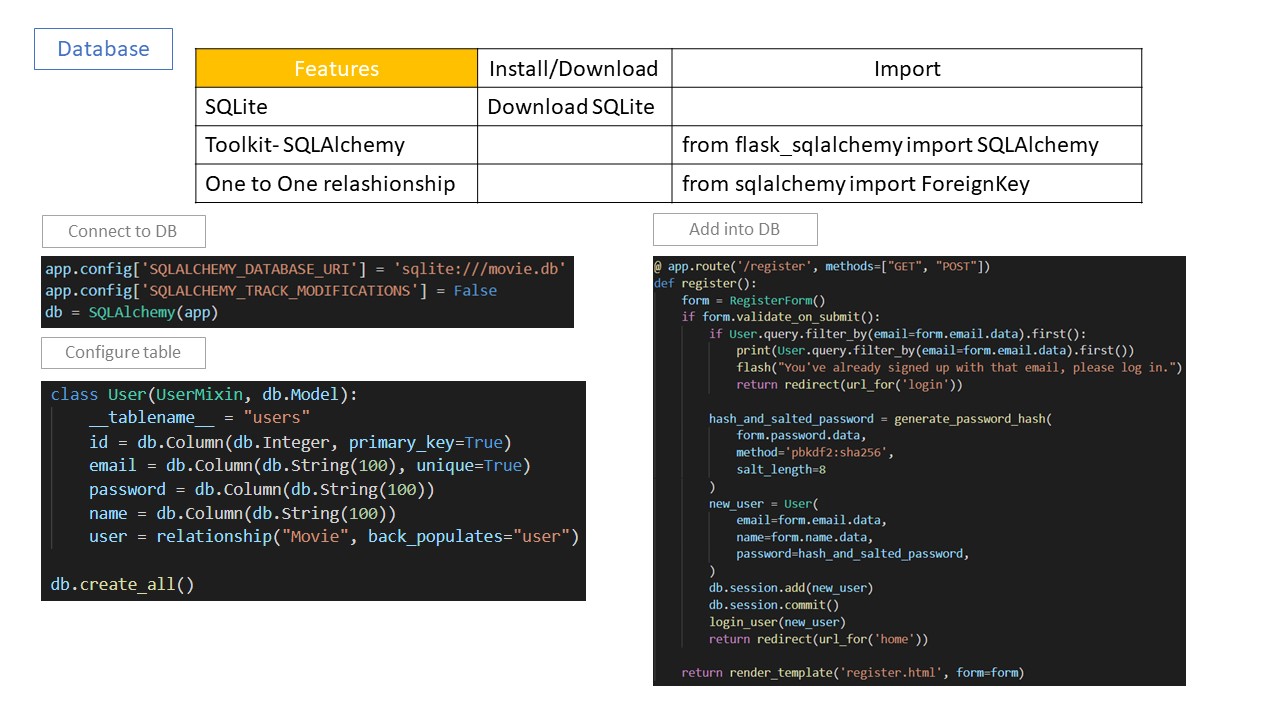 Database
Features Install/Download Import
SQLite Download SQLite
Toolkit- SQLAlchemy from flask_sqlalchemy import SQLAlchemy
One to One relashionship from sqlalchemy import ForeignKey
Connect to DB
app.config['SQLALCHEMY_DATABASE_URI'] = 'sqlite:///movie.db'
app.config['SQLALCHEMY_TRACK_MODIFICATIONS'] = False
db = SQLAlchemy(app)
Configure table
class User(UserMixin, db.Model):
    __tablename__ = "users"
    id = db.Column(db.Integer, primary_key=True)
    email = db.Column(db.String(100), unique=True)
    password = db.Column(db.String(100))
    name = db.Column(db.String(100))
    user = relationship("Movie", back_populates="user")
db.create_all()
Add into DB
@ app.route('/register', methods=["GET", "POST"])
def register():
    form = RegisterForm()
    if form.validate_on_submit():
        if User.query.filter_by(email=form.email.data).first():
            print(User.query.filter_by(email=form.email.data).first())
            flash("You've already signed up with that email, please log in.")
            return redirect(url_for('login'))
        hash_and_salted_password = generate_password_hash(
            form.password.data,
            method='pbkdf2:sha256',
            salt_length=8
        )
        new_user = User(
            email=form.email.data,
            name=form.name.data,
            password=hash_and_salted_password,
        )
        db.session.add(new_user)
        db.session.commit()
        login_user(new_user)
        return redirect(url_for('home'))
    return render_template('register.html', form=form)